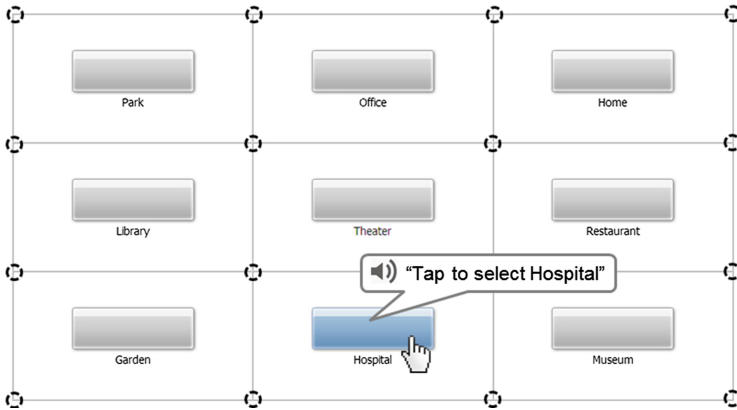 Park
Office
Home
Library
Theater
Restaurant
“Tap to select Hospital”
Garden
Hospital
Museum